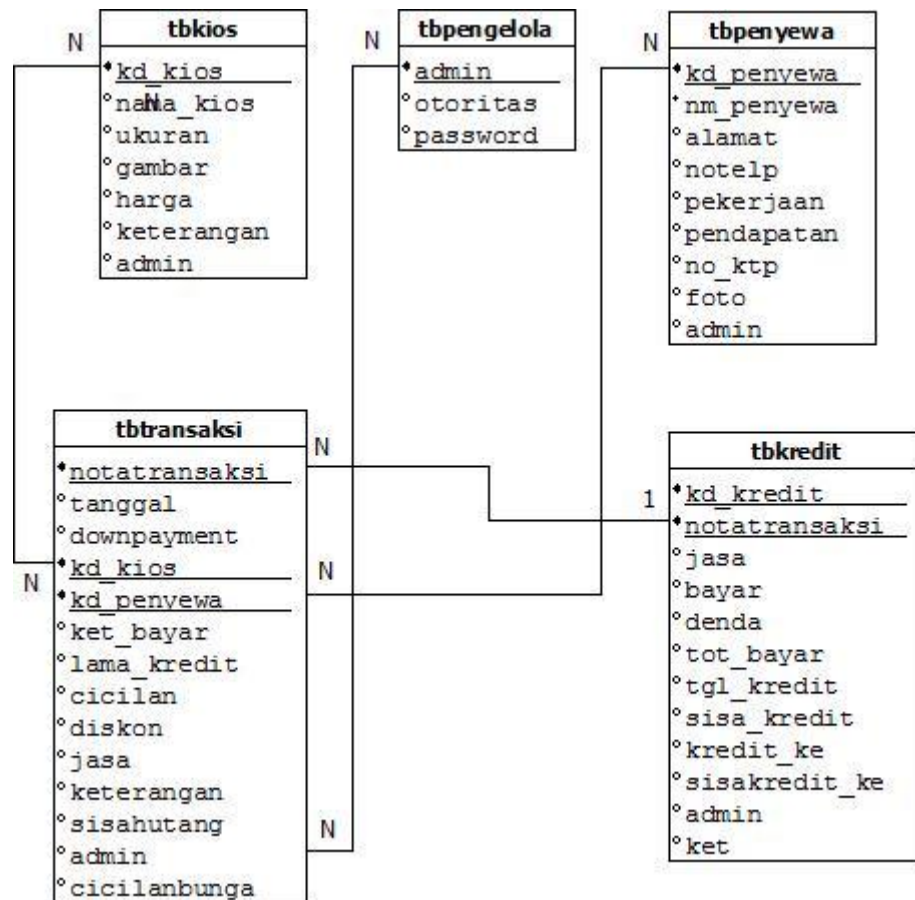 tbkios
N
kd_kios
nama_kios
N
ukuran
gambar
harga
keterangan
admin
tbpengelola
N
admin
otoritas
password
tbpenyewa
N
kd_penyewa
nm_penyewa
alamat
notelp
pekerjaan
pendapatan
no_ktp
foto
admin
tbtransaksi
N
notatransaksi
tanggal
downpayment
kd_kios
N
N
kd_penyewa
ket_bayar
lama_kredit
cicilan
diskon
jasa
keterangan
sisahutang
N
admin
cicilanbunga
tbkredit
1
kd_kredit
notatransaksi
jasa
bayar
denda
tot_bayar
tgl_kredit
sisa_kredit
kredit_ke
sisakredit_ke
admin
ket